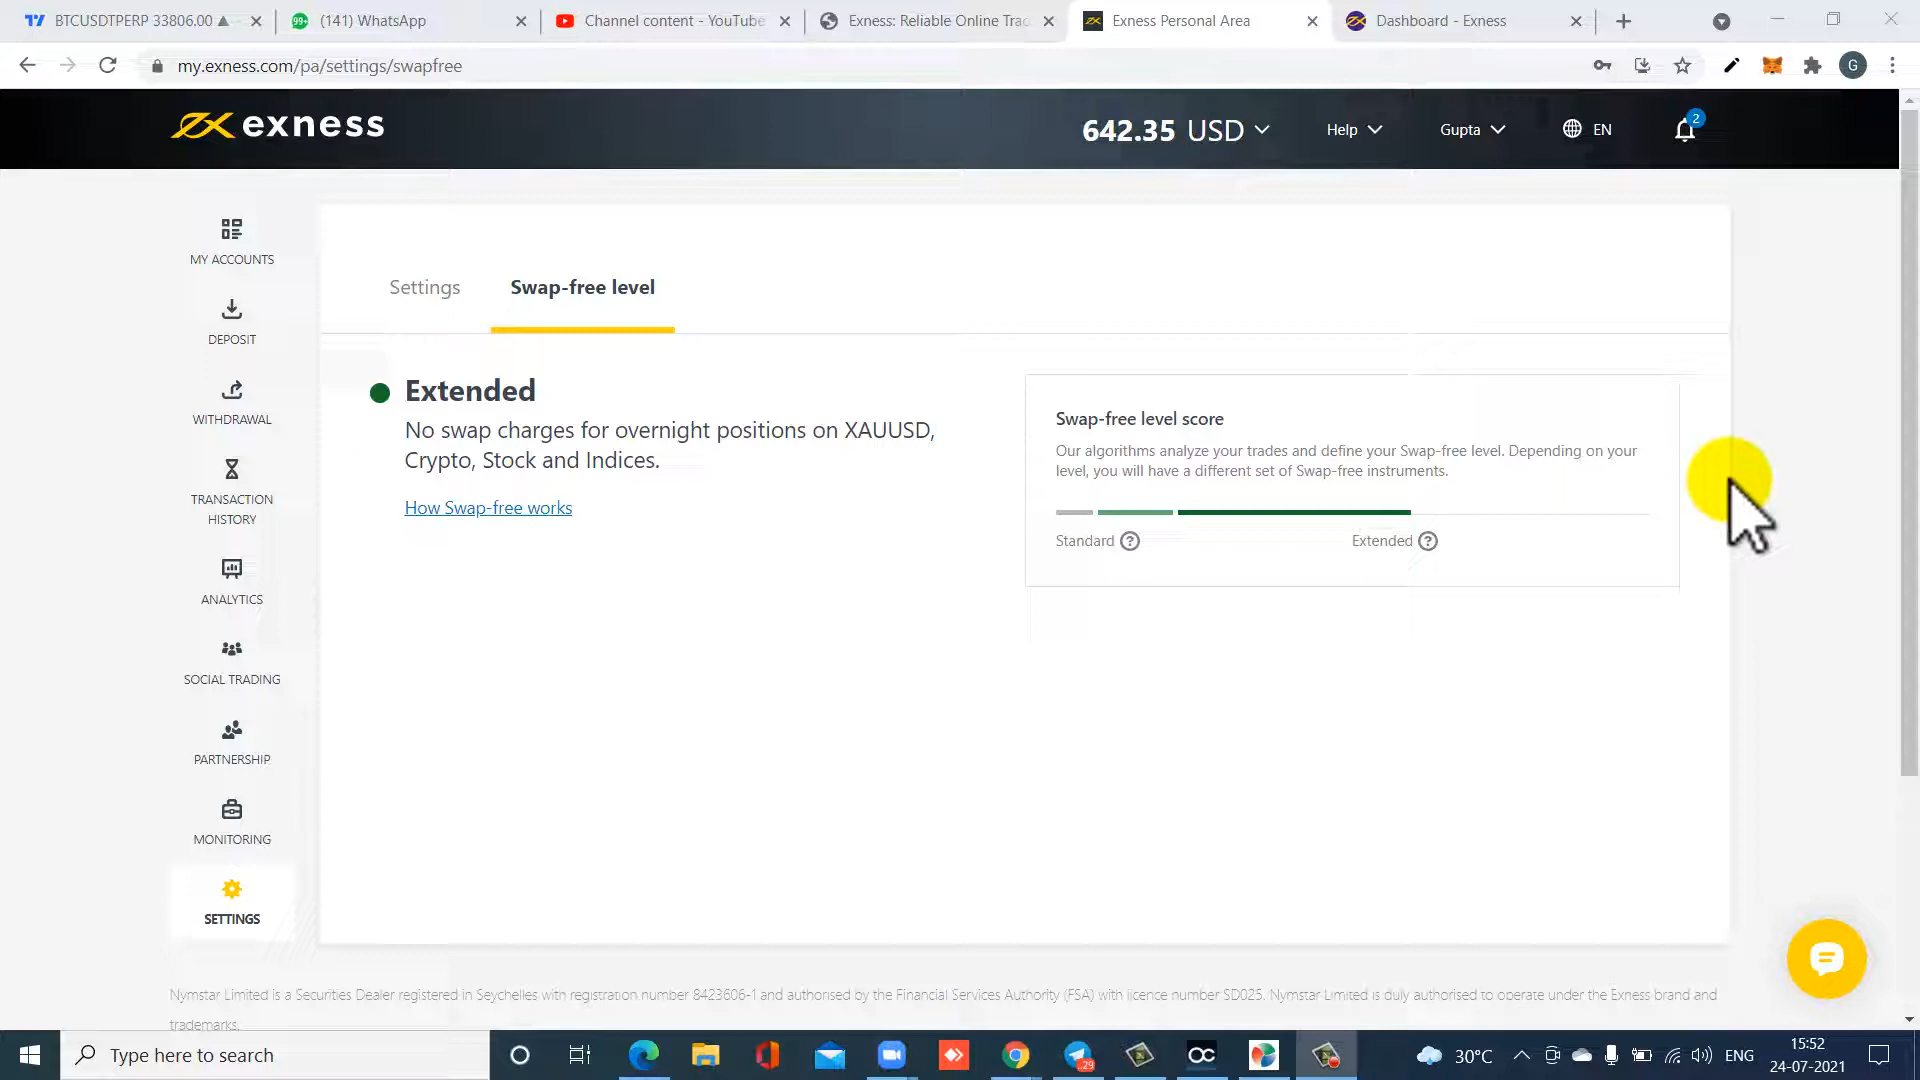 BTCUSDTPERP 33806.00 ▲
99+ (141) WhatsApp
Channel content - YouTube
Exness: Reliable Online Trad
Exness Personal Area
Dashboard - Exness
my.exness.com/pa/settings/swapfree
G
exness
642.35 USD
Help
Gupta
EN
2
MY ACCOUNTS
DEPOSIT
WITHDRAWAL
TRANSACTION
HISTORY
ANALYTICS
SOCIAL TRADING
PARTNERSHIP
MONITORING
SETTINGS
Settings
Swap-free level
Extended
No swap charges for overnight positions on XAUUSD,
Crypto, Stock and Indices.
How Swap-free works
Swap-free level score
Our algorithms analyze your trades and define your Swap-free level. Depending on your
level, you will have a different set of Swap-free instruments.
Standard ?
Extended ?
Nymstar Limited is a Securities Dealer registered in Seychelles with registration number 8423606-1 and authorised by the Financial Services Authority (FSA) with licence number SD025. Nymstar Limited is duly authorised to operate under the Exness brand and
trademarks.
Type here to search
29
30°C
ENG
15:52
24-07-2021